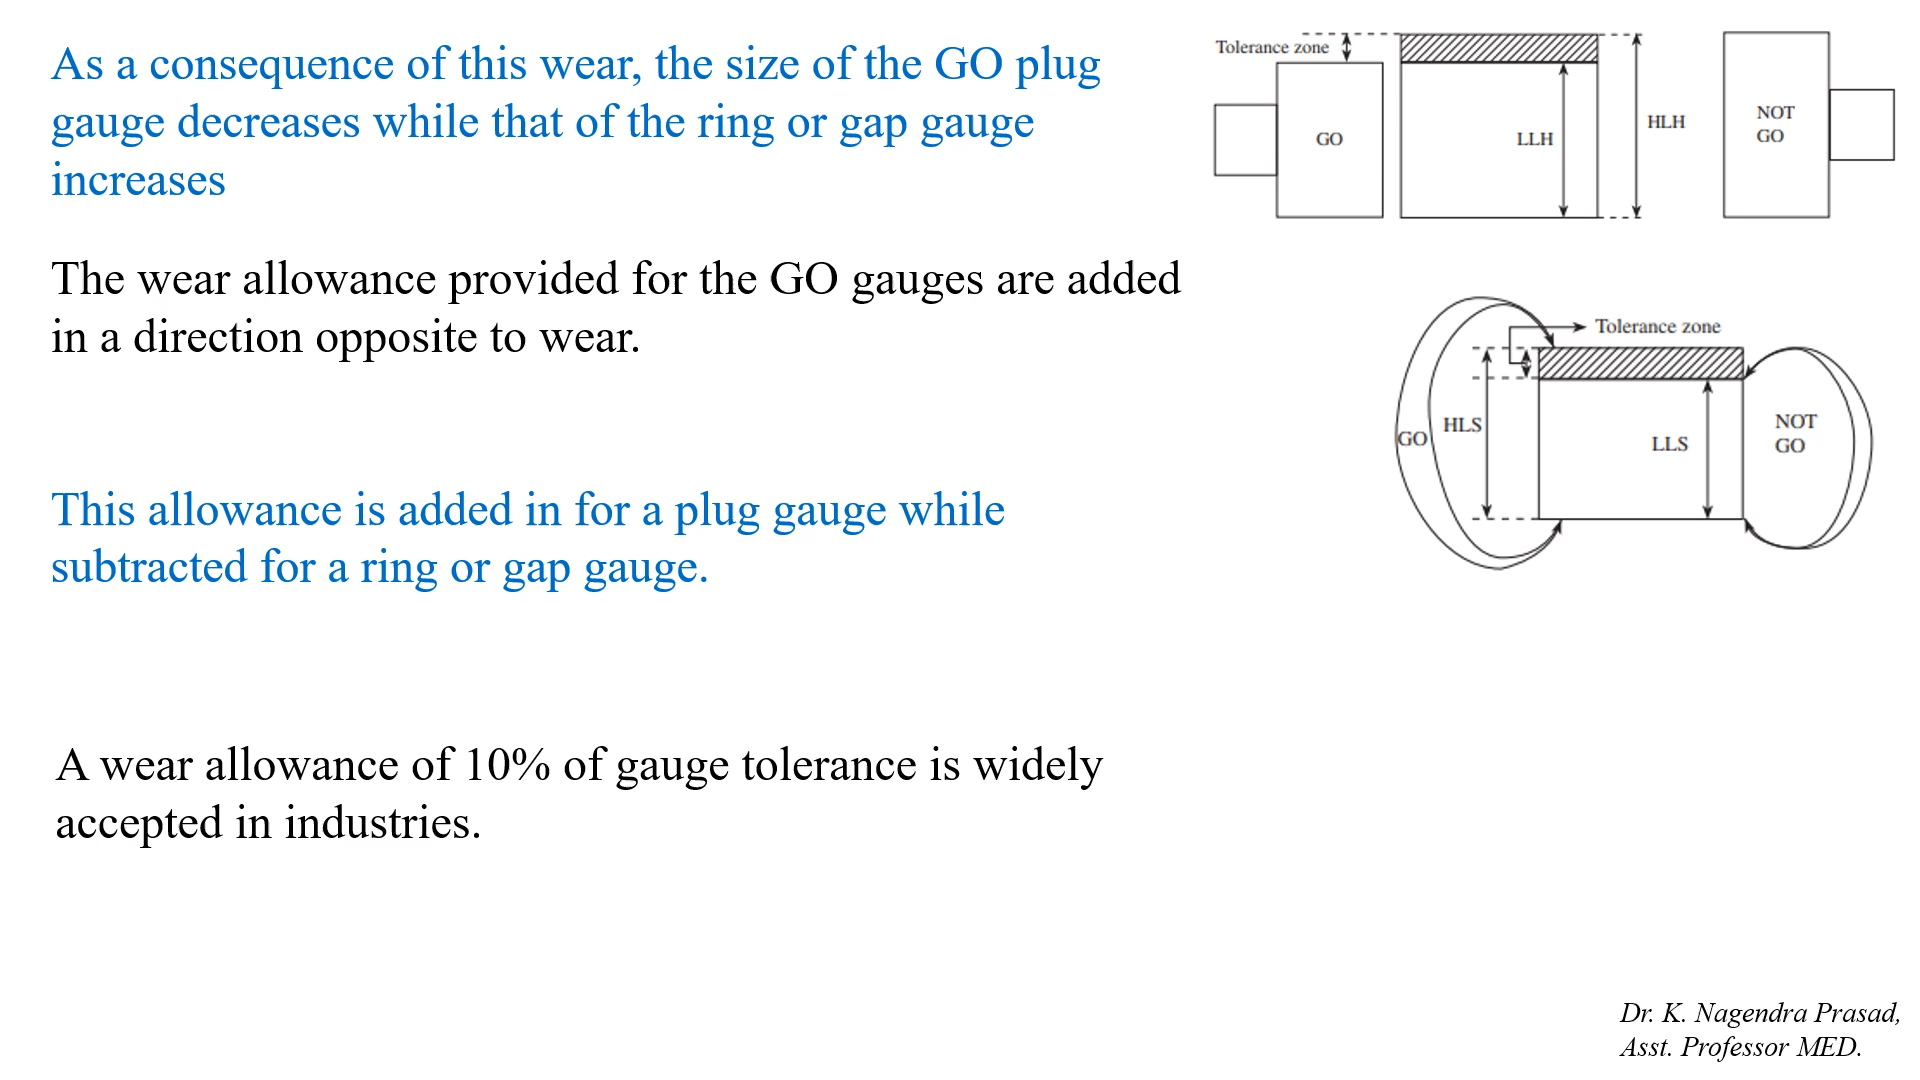 As a consequence of this wear, the size of the GO plug
gauge decreases while that of the ring or gap gauge
increases
The wear allowance provided for the GO gauges are added
in a direction opposite to wear.
This allowance is added in for a plug gauge while
subtracted for a ring or gap gauge.
A wear allowance of 10% of gauge tolerance is widely
accepted in industries.
Tolerance zone
GO
LLH
HLH
NOT
GO
Tolerance zone
GO
HLS
LLS
NOT
GO
Dr. K. Nagendra Prasad,
Asst. Professor MED.